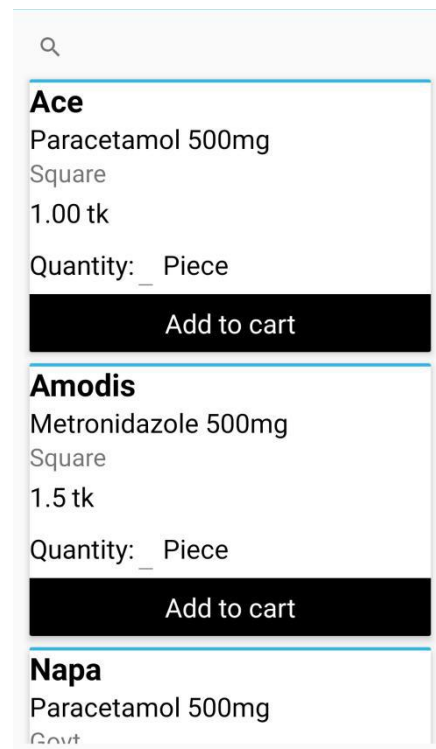 Ace
Paracetamol 500mg
Square
1.00 tk
Quantity: _ Piece
Add to cart
Amodis
Metronidazole 500mg
Square
1.5 tk
Quantity: _ Piece
Add to cart
Napa
Paracetamol 500mg
Govt